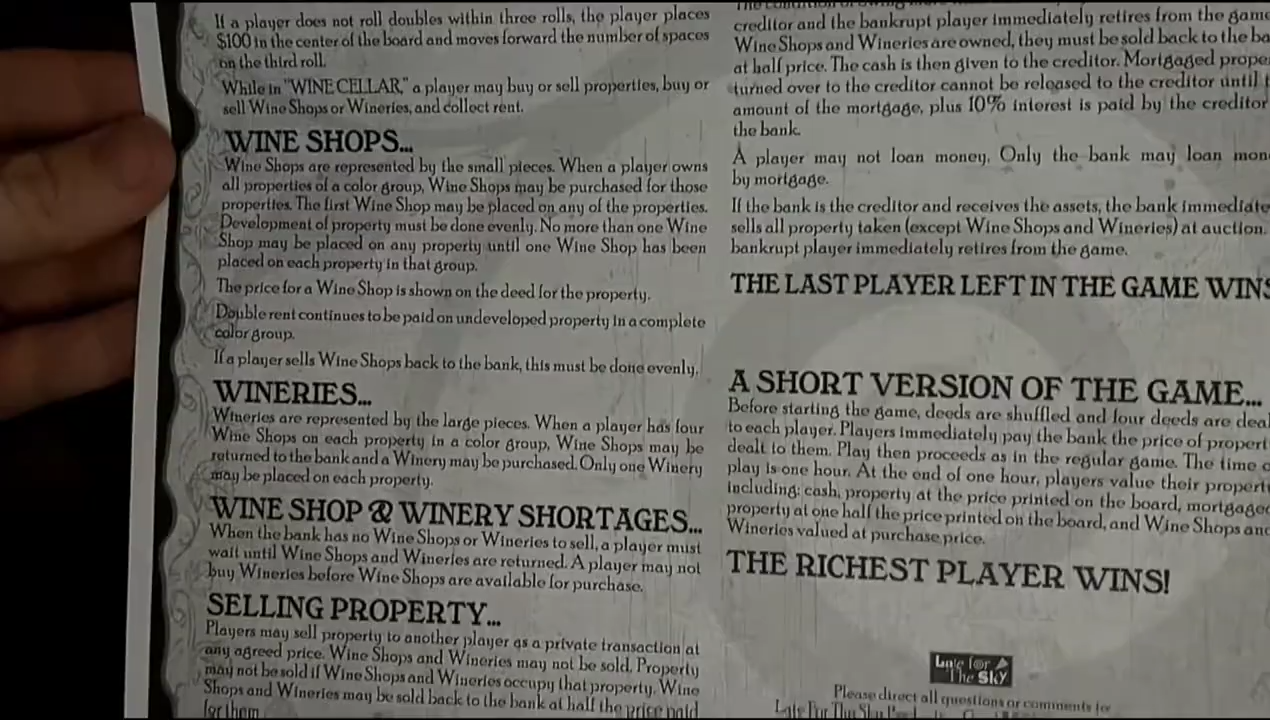 If a player does not roll doubles within three rolls, the player places
$100 in the center of the board and moves forward the number of spaces
on the third roll.
While in "WINE CELLAR," a player may buy or sell properties, buy or
sell Wine Shops or Wineries, and collect rent.
WINE SHOPS...
Wine Shops are represented by the small pieces. When a player owns
all properties of a color group, Wine Shops may be purchased for those
properties. The first Wine Shop may be placed on any of the properties.
Development of property must be done evenly. No more than one Wine
Shop may be placed on any property until one Wine Shop has been
placed on each property in that group.
The price for a Wine Shop is shown on the deed for the property.
Double rent continues to be paid on undeveloped property in a complete
color group.
If a player sells Wine Shops back to the bank, this must be done evenly.
WINERIES...
Wineries are represented by the large pieces. When a player has four
Wine Shops on each property in a color group, Wine Shops may be
returned to the bank and a Winery may be purchased. Only one Winery
may be placed on each property.
WINE SHOP & WINERY SHORTAGES...
When the bank has no Wine Shops or Wineries to sell, a player must
wait until Wine Shops and Wineries are returned. A player may not
buy Wineries before Wine Shops are available for purchase.
SELLING PROPERTY...
Players may sell property to another player as a private transaction at
any agreed price. Wine Shops and Wineries may not be sold. Property
may not be sold if Wine Shops and Wineries occupy that property. Wine
Shops and Wineries may be sold back to the bank at half the price paid
for them
creditor and the bankrupt player immediately retires from the game
Wine Shops and Wineries are owned, they must be sold back to the ba
at half price. The cash is then given to the creditor. Mortgaged prope
turned over to the creditor cannot be released to the creditor until t
amount of the mortgage, plus 10% interest is paid by the creditor
the bank.
A player may not loan money. Only the bank may loan mon
by mortgage.
If the bank is the creditor and receives the assets, the bank immediate
sells all property taken (except Wine Shops and Wineries) at auction.
bankrupt player immediately retires from the game.
THE LAST PLAYER LEFT IN THE GAME WINS
A SHORT VERSION OF THE GAME...
Before starting the game, deeds are shuffled and four deeds are deal
to each player. Players immediately pay the bank the price of propert
dealt to them. Play then proceeds as in the regular game. The time o
play is one hour. At the end of one hour, players value their propert
including: cash, property at the price printed on the board, mortgaged
property at one half the price printed on the board, and Wine Shops and
Wineries valued at purchase price.
THE RICHEST PLAYER WINS!
Late for
The SKY
Please direct all questions or comments to:
Late For The Sky